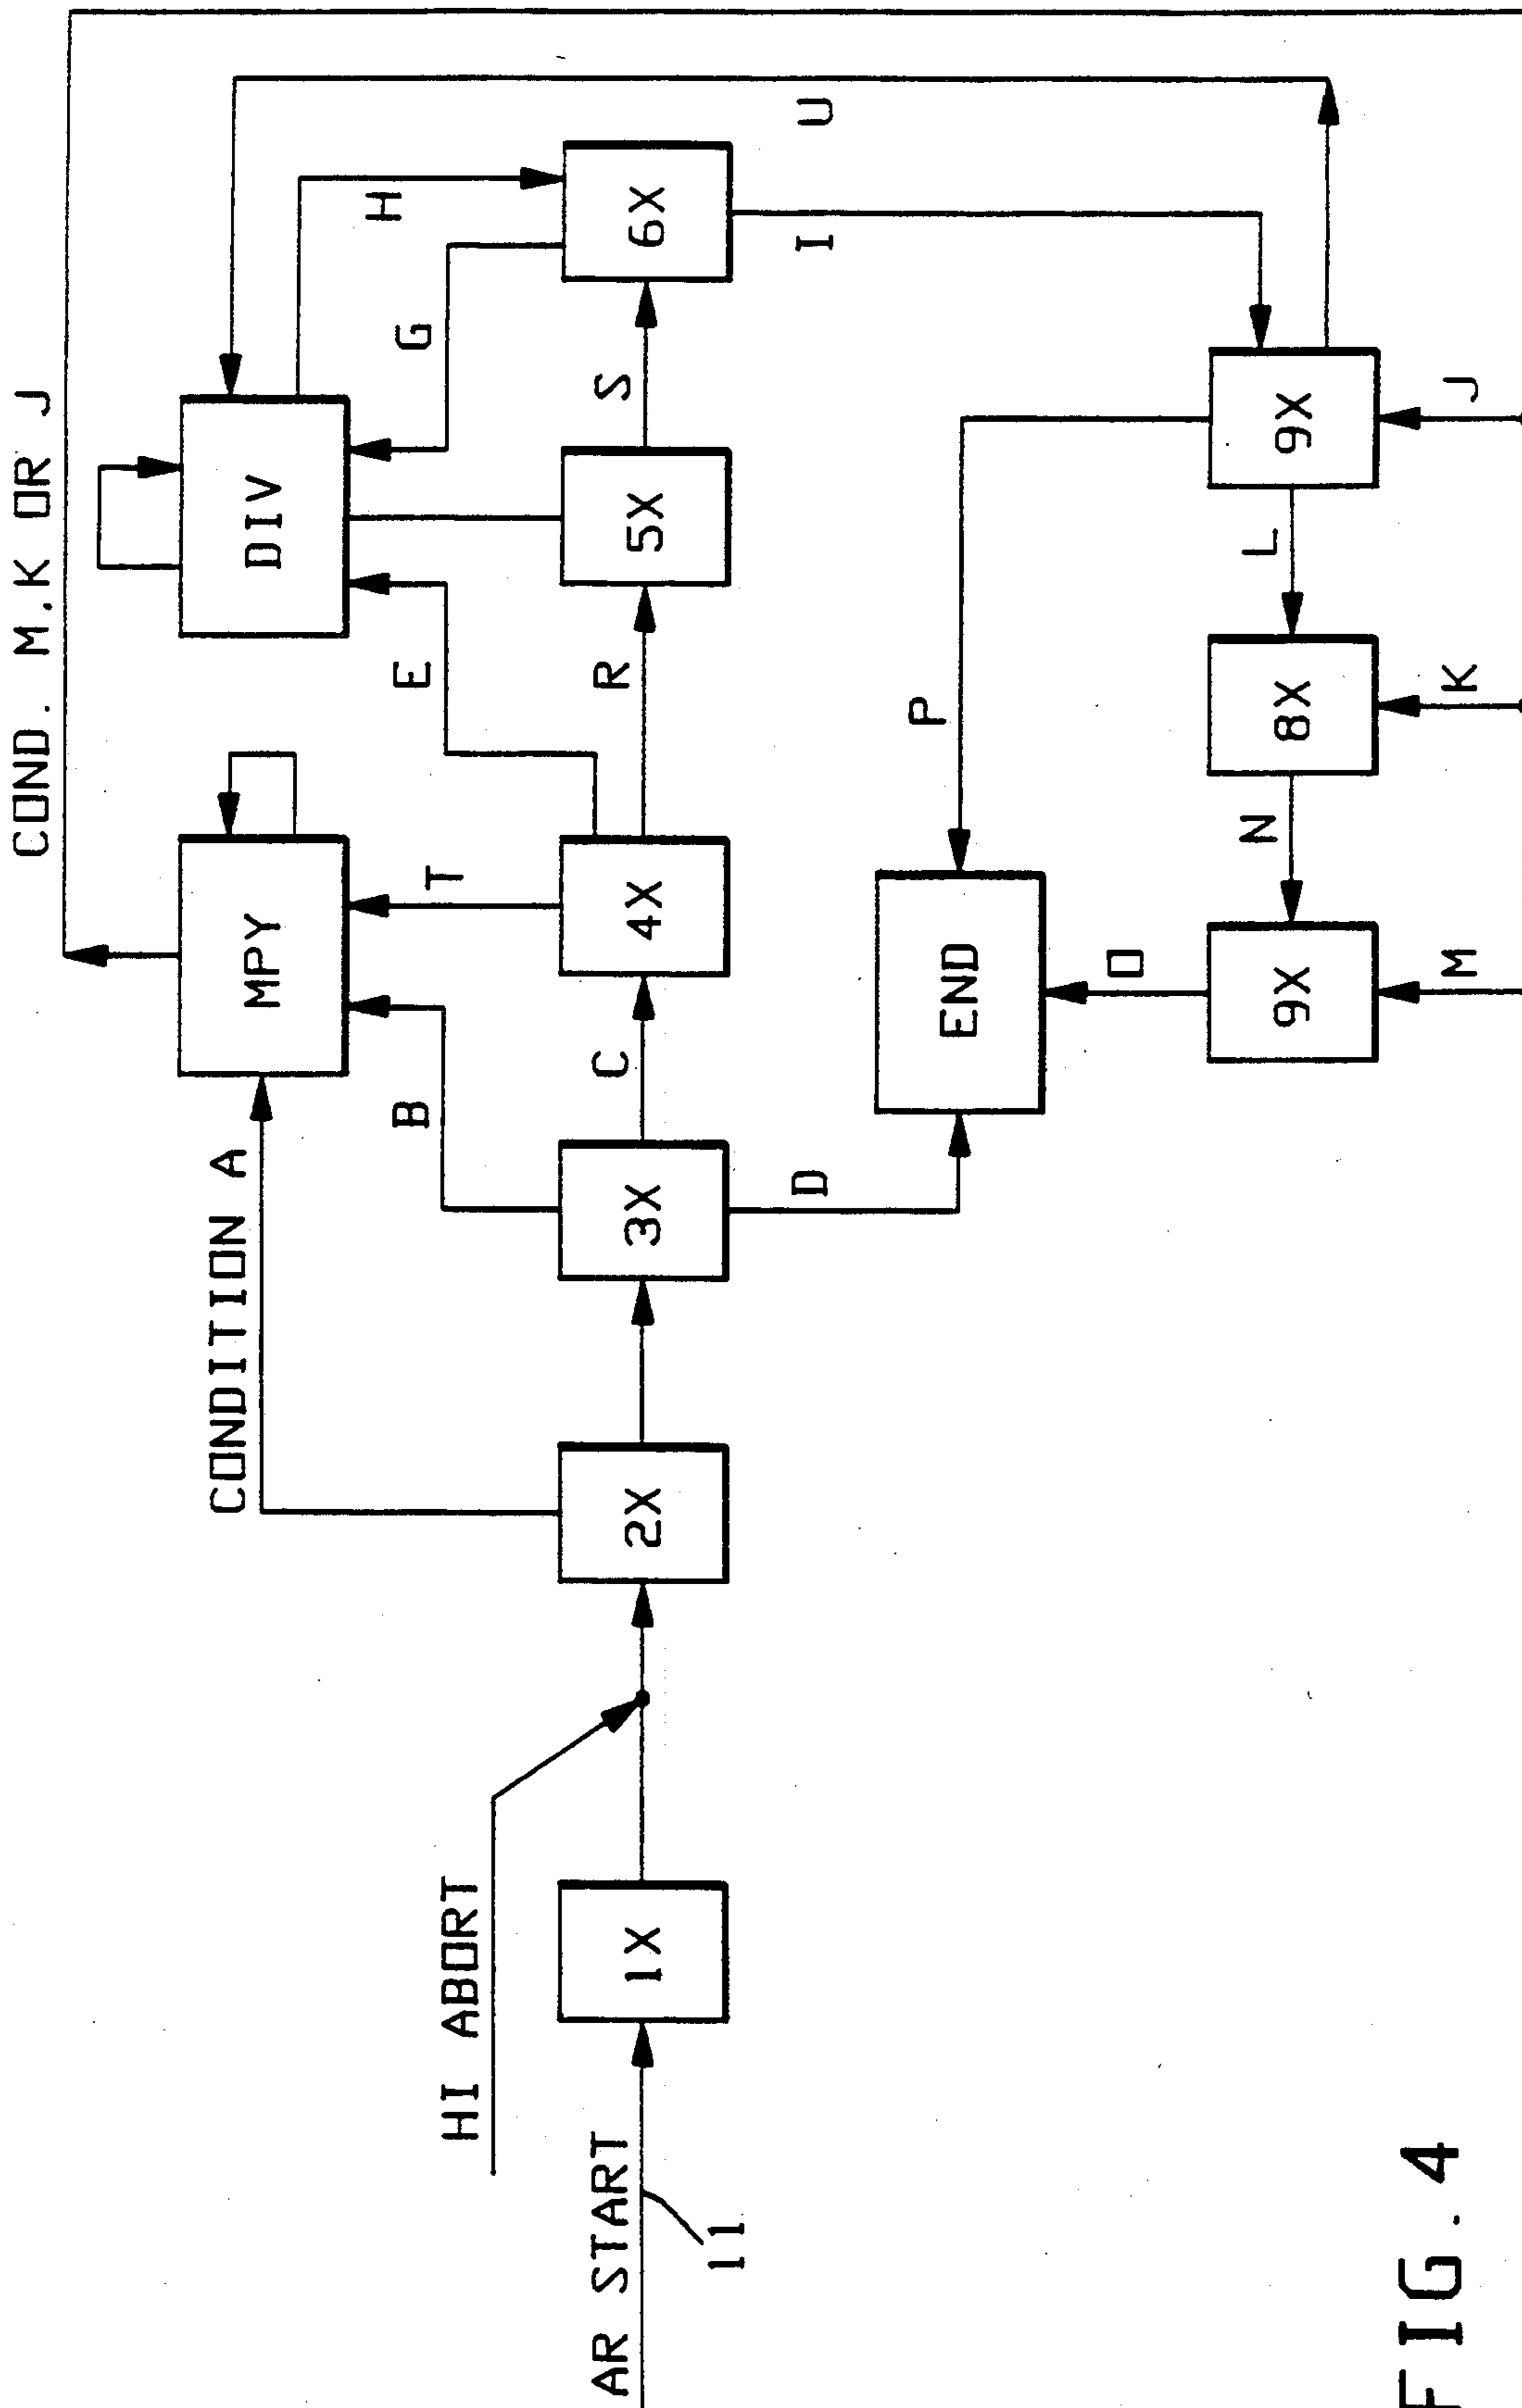 COND. M,K OR J
CONDITION A
MPY
DIV
H
B
E
G
T
HI ABORT
AR START
C
R
S
1X
2X
3X
4X
5X
6X
11
D
I
U
P
END
O
N
L
9X
8X
9X
M
K
J
FIG. 4